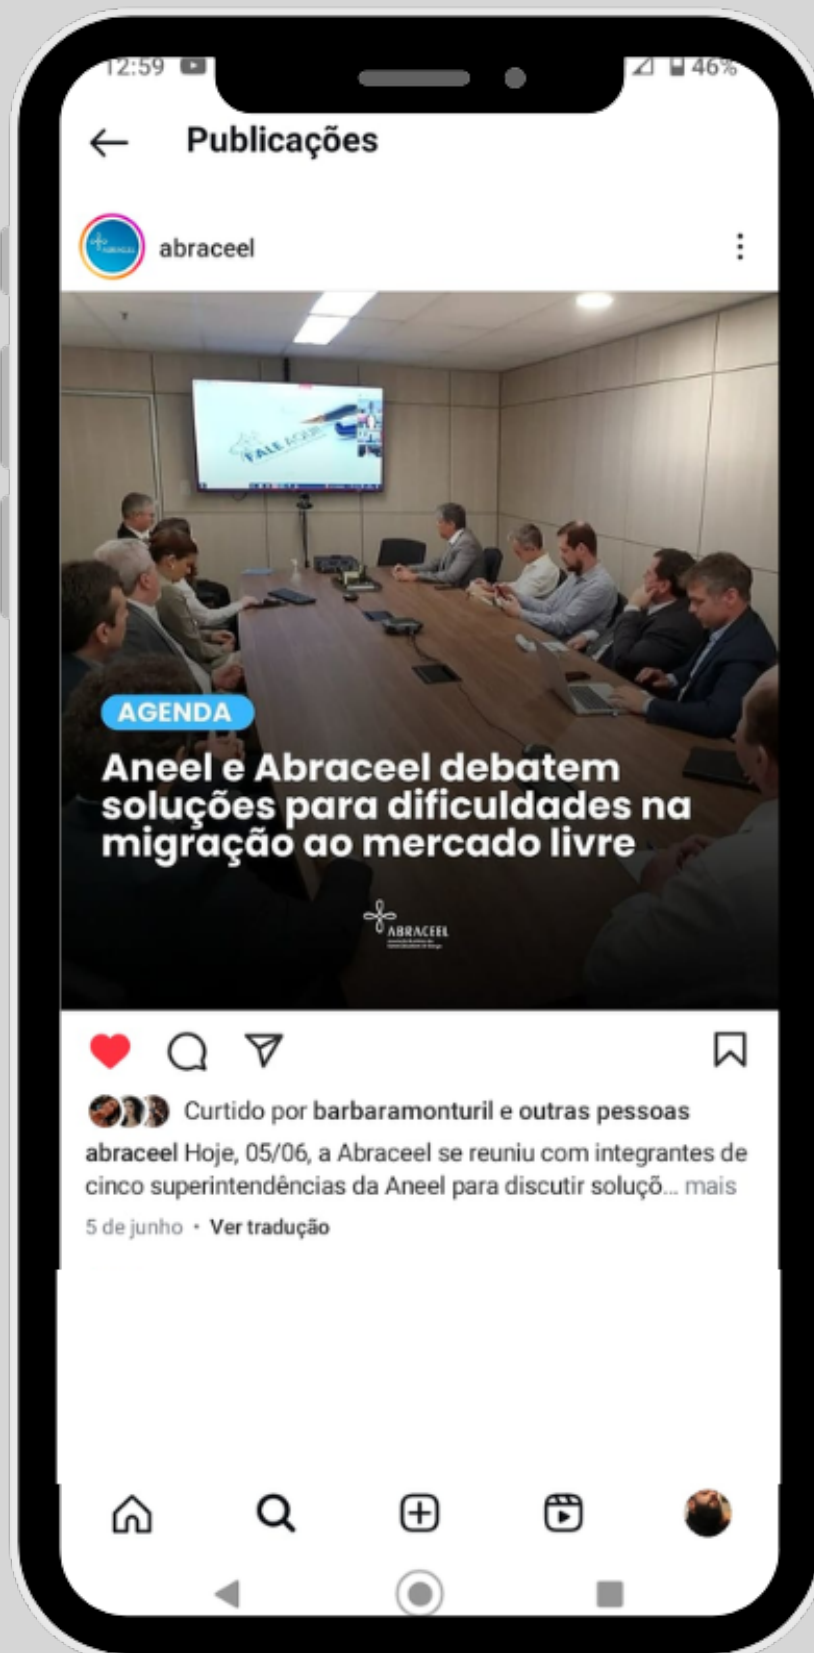 12:59
46%
Publicações
abraceel
FALE AQUI
AGENDA
Aneel e Abraceel debatem
soluções para dificuldades na
migração ao mercado livre
ABRACEEL
Curtido por barbaramonturil e outras pessoas
abraceel Hoje, 05/06, a Abraceel se reuniu com integrantes de
cinco superintendências da Aneel para discutir soluçõ... mais
5 de junho • Ver tradução